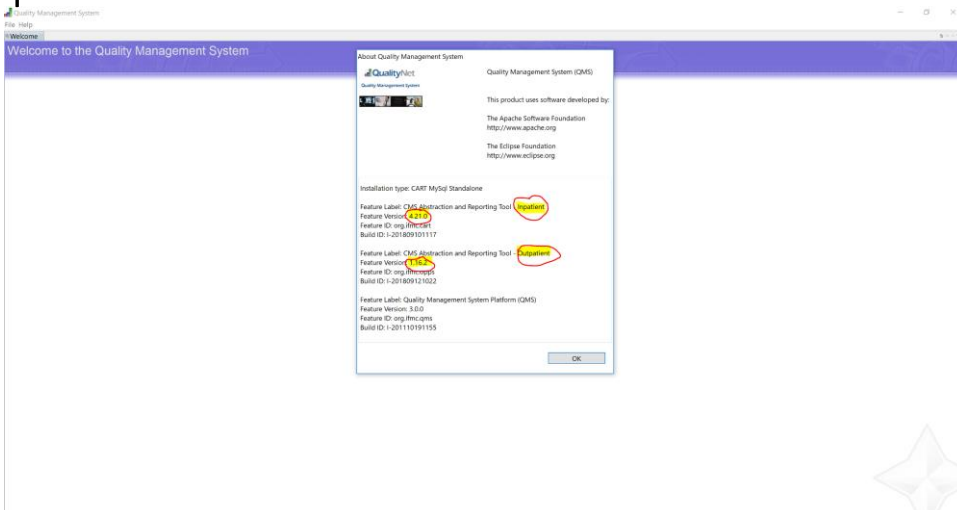 Quality Management System
File Help
Welcome
Welcome to the Quality Management System
About Quality Management System
QualityNet
Quality Management System
Quality Management System (QMS)
This product uses software developed by:
The Apache Software Foundation
http://www.apache.org
The Eclipse Foundation
http://www.eclipse.org
Installation type: CART MySql Standalone
Feature Label: CMS Abstraction and Reporting Tool - Inpatient
Feature Version: 4.21.0
Feature ID: org.ifmc.cart
Build ID: I-201809101117
Feature Label: CMS Abstraction and Reporting Tool - Outpatient
Feature Version: 1.16.2
Feature ID: org.ifmc.opps
Build ID: I-201809121022
Feature Label: Quality Management System Platform (QMS)
Feature Version: 3.0.0
Feature ID: org.ifmc.qms
Build ID: I-201110191155
OK